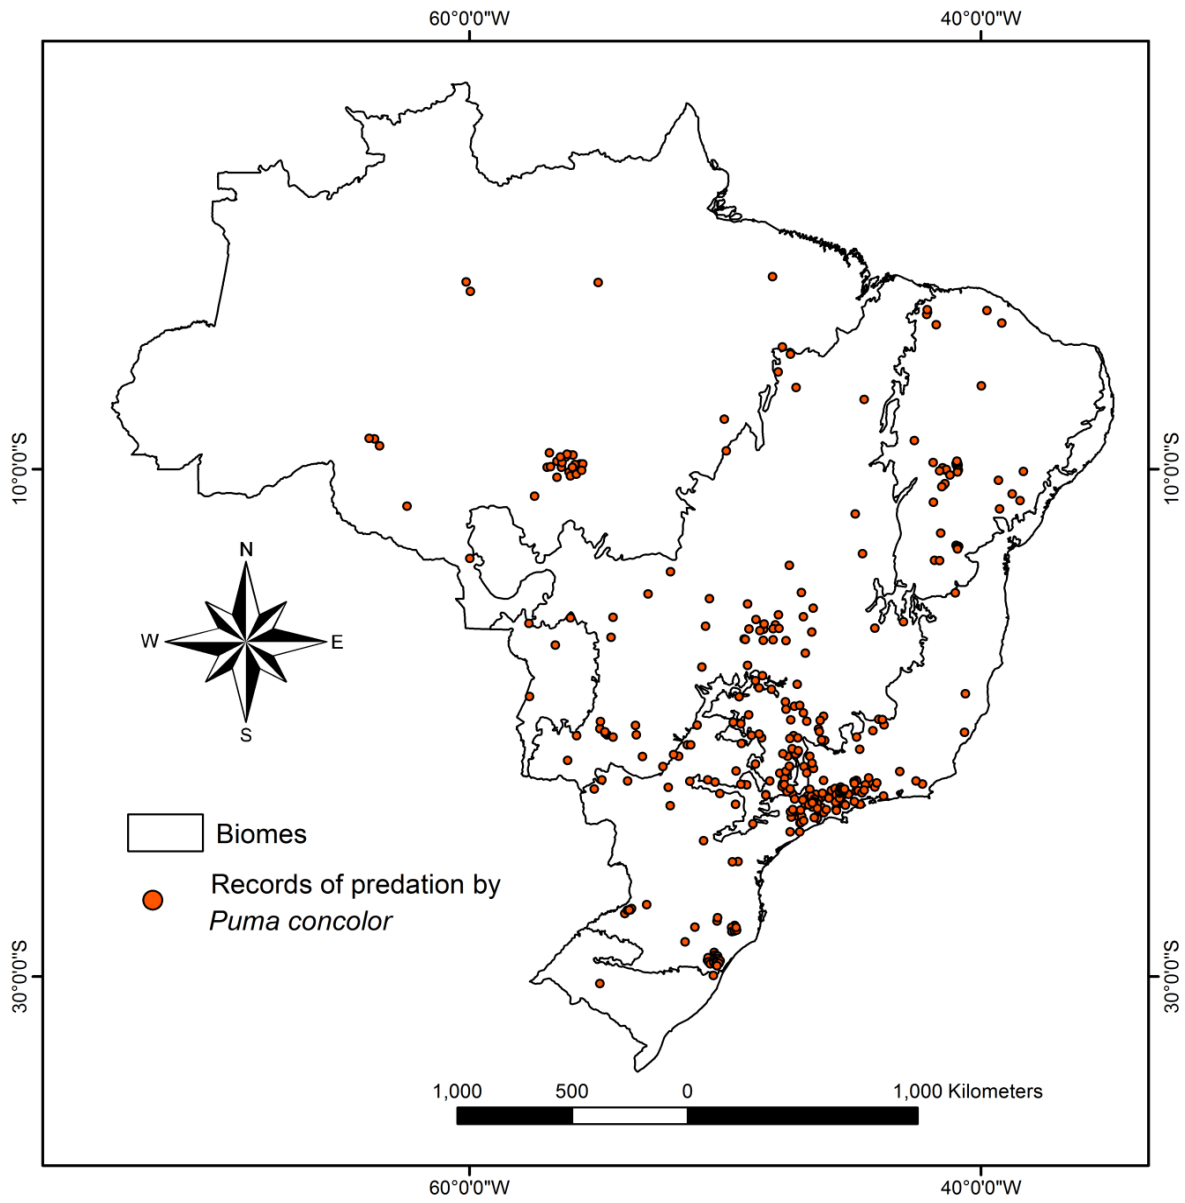 60°0'0"W
40°0'0"W
10°0'0"S
10°0'0"S
N
W
E
S
Biomes
Records of predation by
Puma concolor
30°0'0"S
30°0'0"S
1,000 500 0 1,000 Kilometers
60°0'0"W
40°0'0"W